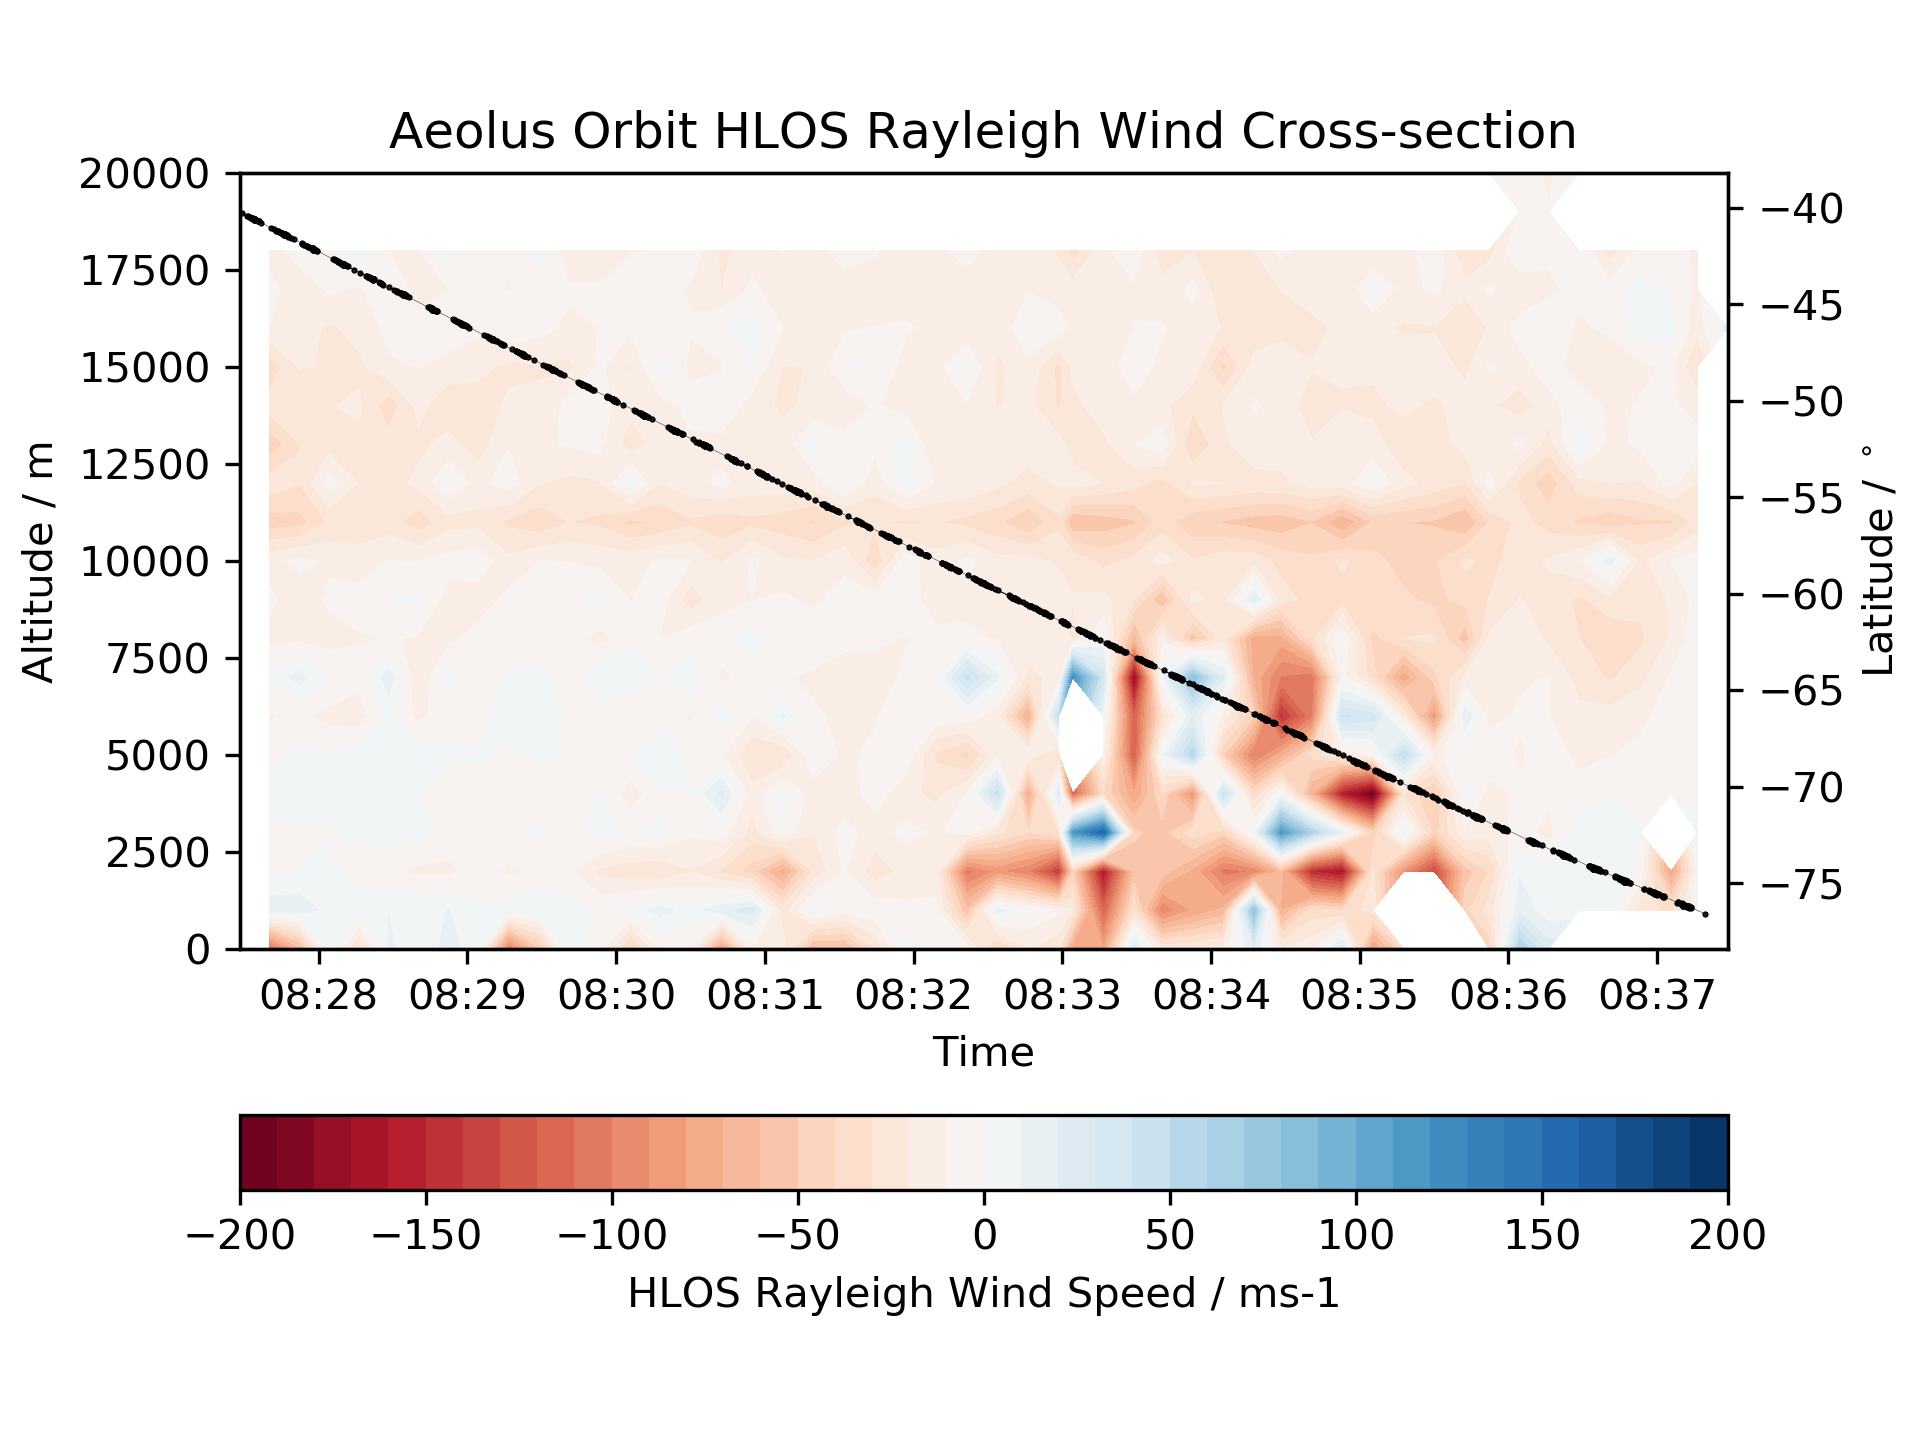 Aeolus Orbit HLOS Rayleigh Wind Cross-section
20000
17500
15000
12500
10000
7500
5000
2500
0
Altitude / m
−40
−45
−50
−55
−60
−65
−70
−75
Latitude / °
08:28 08:29 08:30 08:31 08:32 08:33 08:34 08:35 08:36 08:37
Time
−200 −150 −100 −50 0 50 100 150 200
HLOS Rayleigh Wind Speed / ms-1